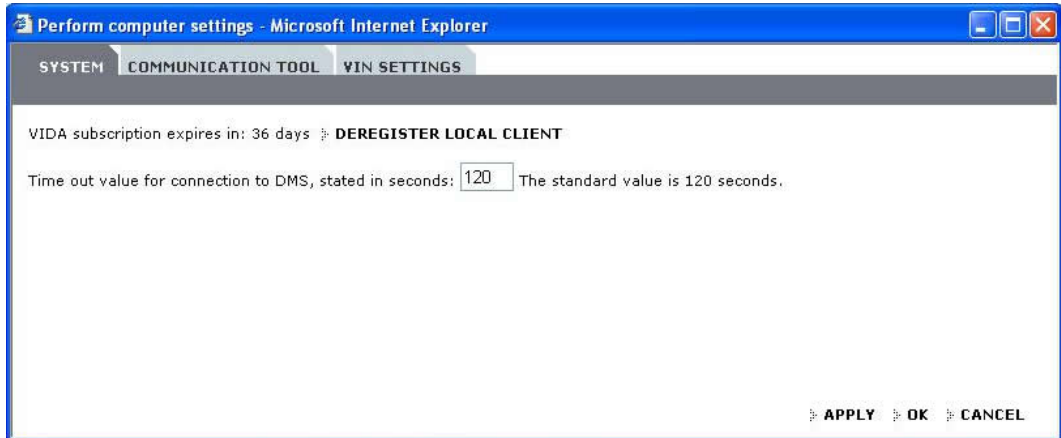 Perform computer settings - Microsoft Internet Explorer
SYSTEM COMMUNICATION TOOL VIN SETTINGS
VIDA subscription expires in: 36 days DEREGISTER LOCAL CLIENT
Time out value for connection to DMS, stated in seconds: 120 The standard value is 120 seconds.
APPLY OK CANCEL